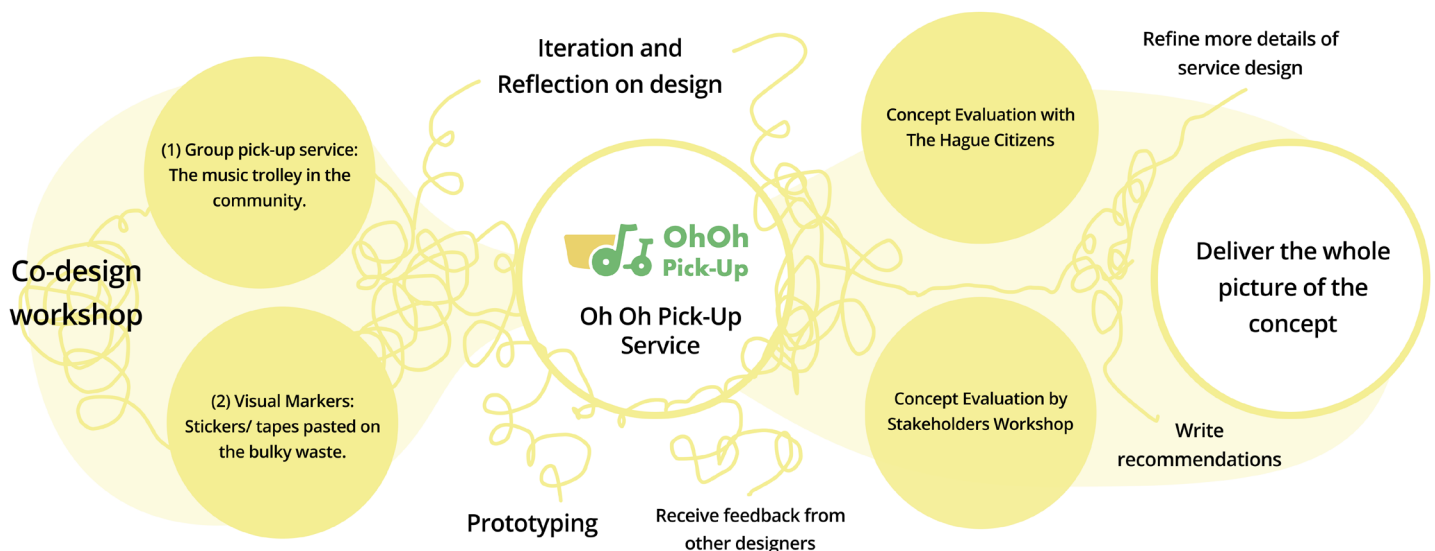 Co-design
workshop
(1) Group pick-up service:
The music trolley in the
community.
(2) Visual Markers:
Stickers/ tapes pasted on
the bulky waste.
Iteration and
Reflection on design
OhOh
Pick-Up
Oh Oh Pick-Up
Service
Prototyping
Receive feedback from
other designers
Concept Evaluation with
The Hague Citizens
Concept Evaluation by
Stakeholders Workshop
Refine more details of
service design
Write
recommendations
Deliver the whole
picture of the
concept